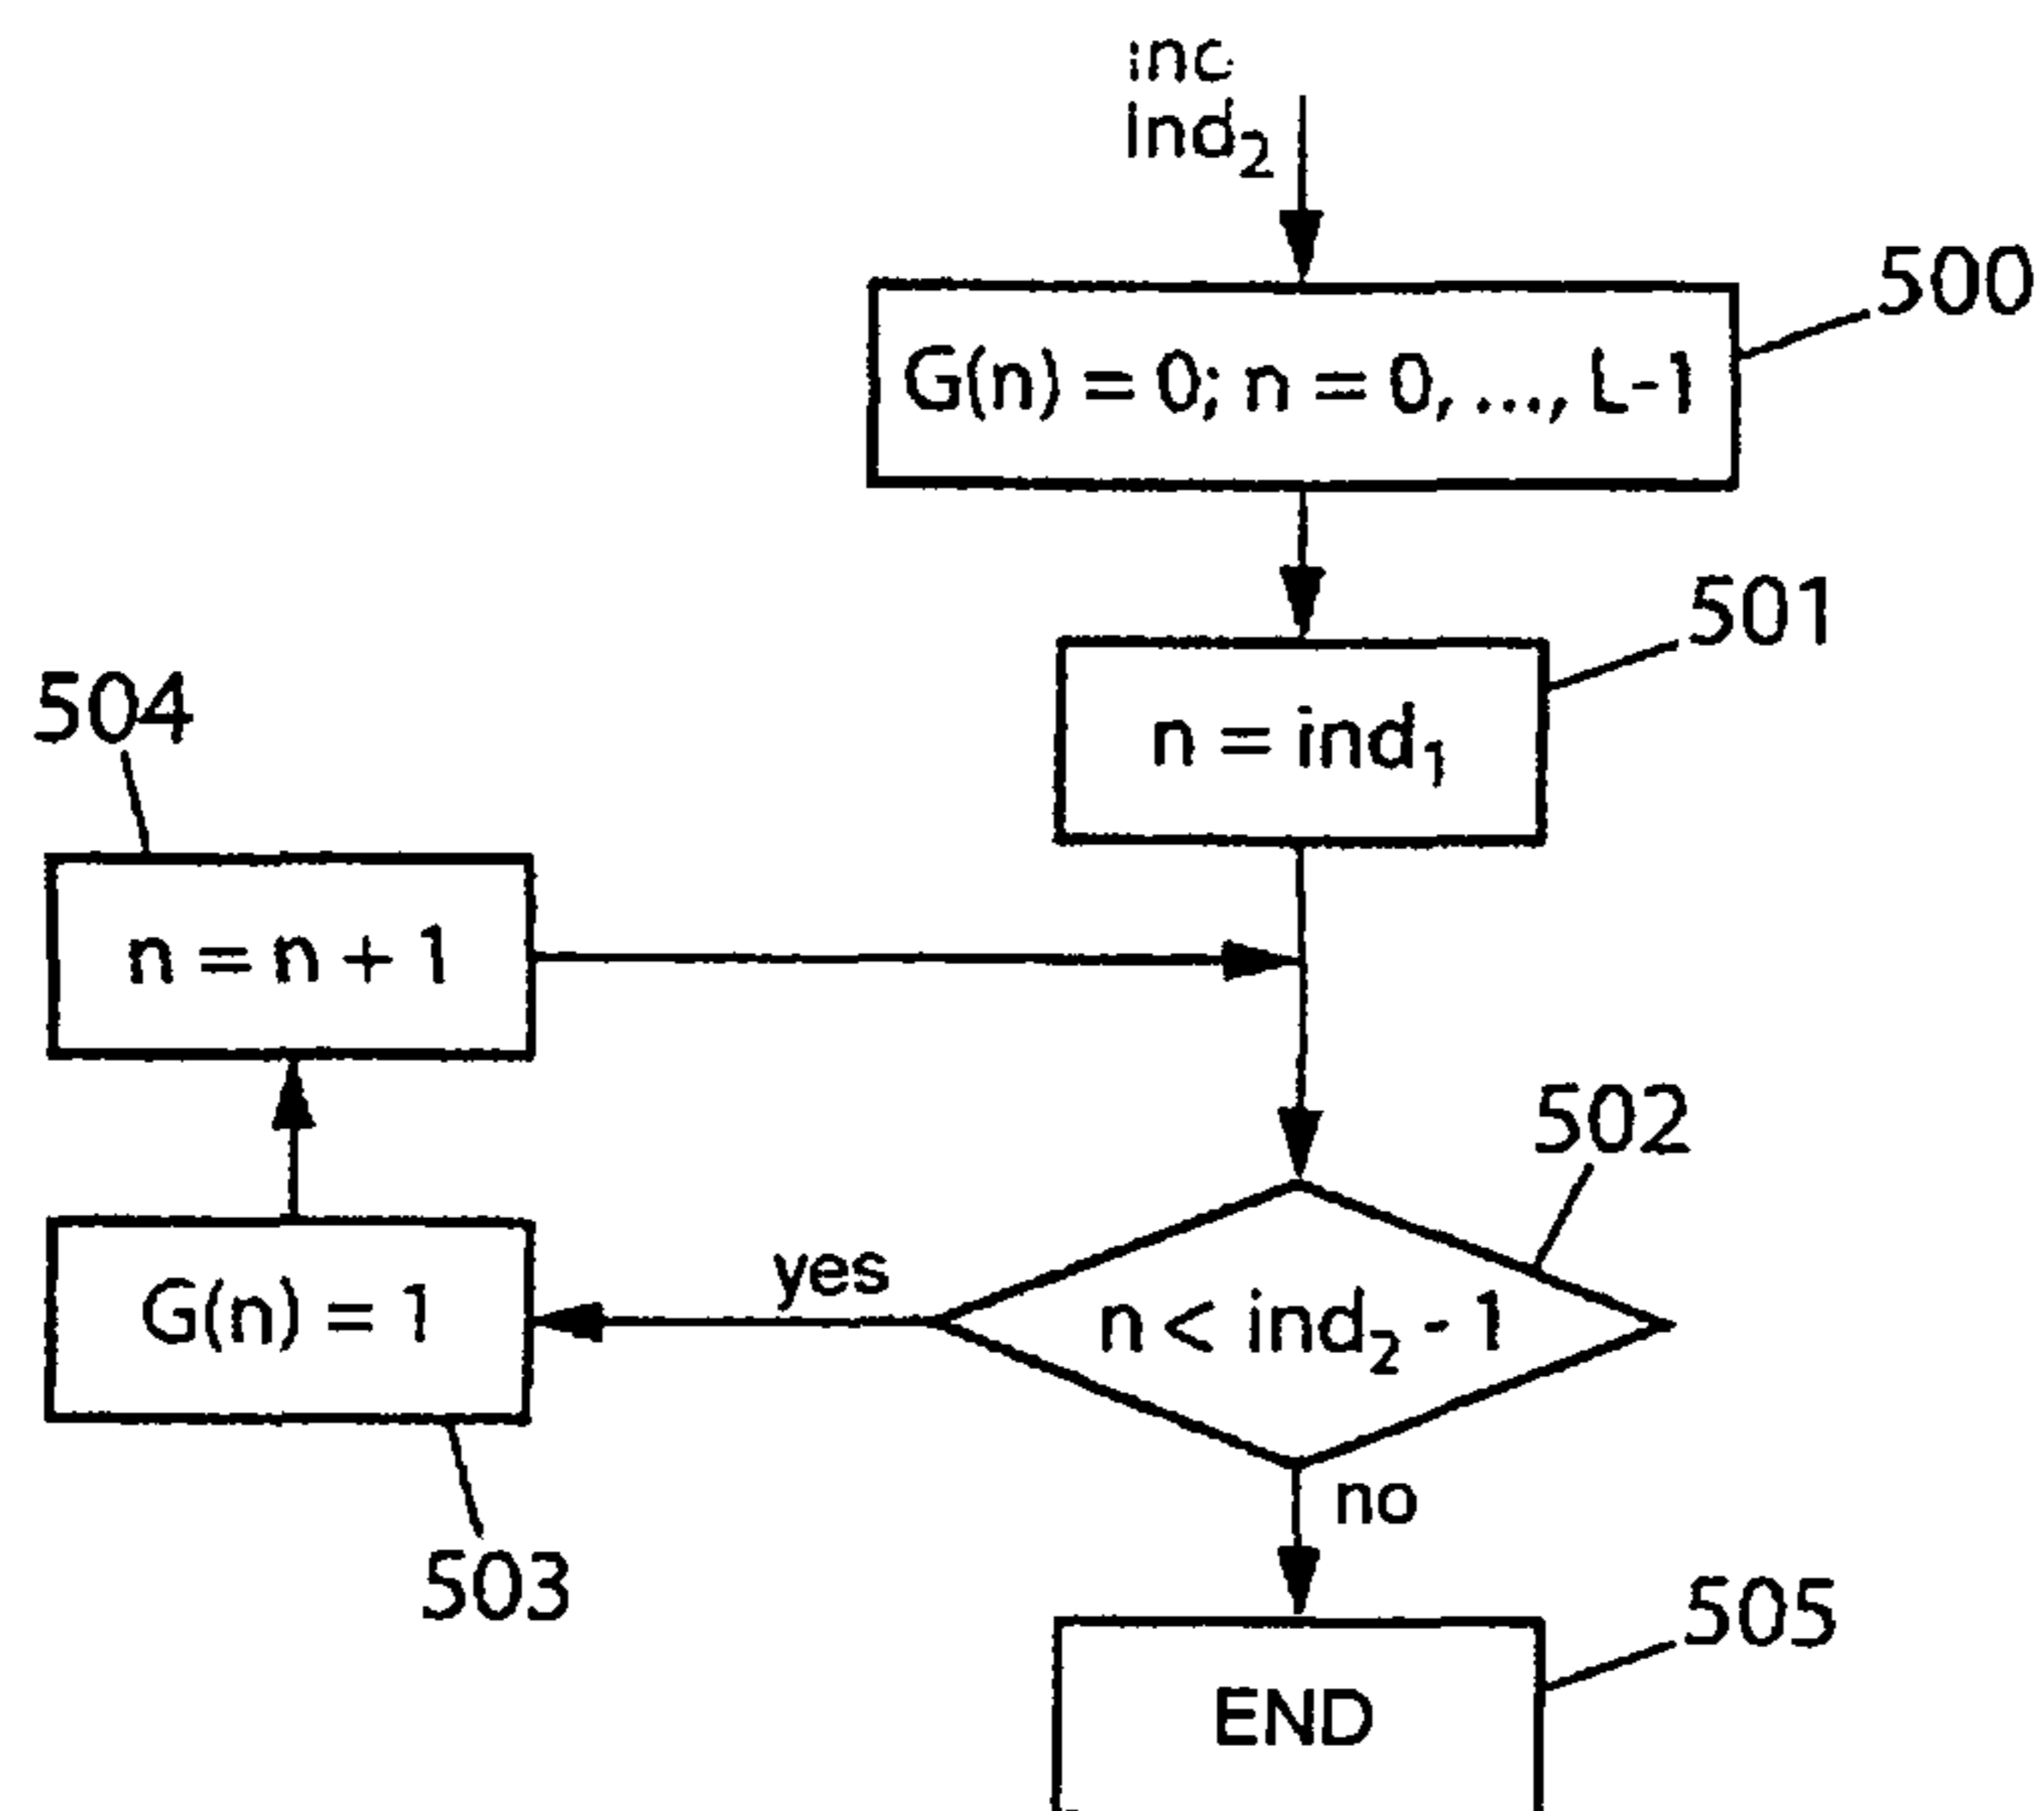 inc
ind₂
500
G(n) = 0; n = 0, ..., L-1
501
n = ind₁
504
n = n + 1
502
n < ind₂ - 1
yes
G(n) = 1
503
no
505
END